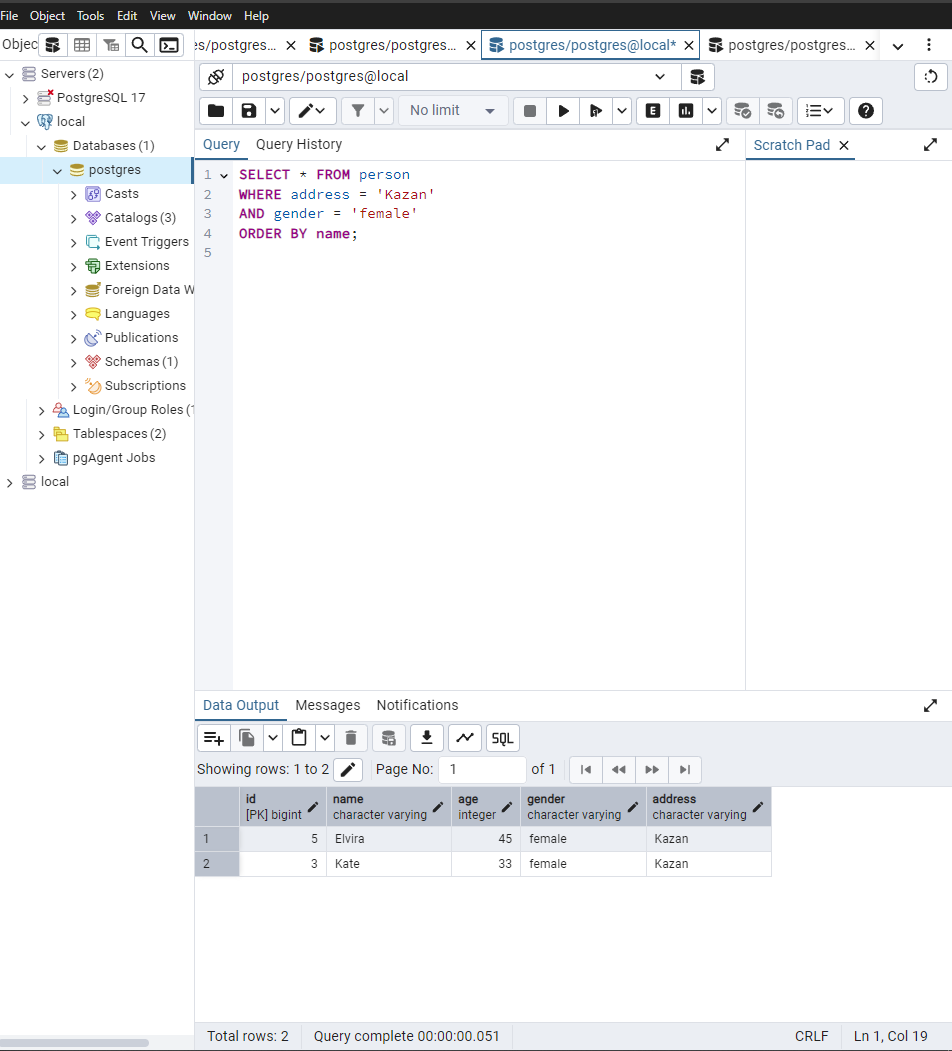 File Object Tools Edit View Window Help
Objec
es/postgres... postgres/postgres... postgres/postgres@local* postgres/postgres...
Servers (2)
PostgreSQL 17
local
Databases (1)
postgres
Casts
Catalogs (3)
Event Triggers
Extensions
Foreign Data W
Languages
Publications
Schemas (1)
Subscriptions
Login/Group Roles (1
Tablespaces (2)
pgAgent Jobs
local
postgres/postgres@local
No limit
E
Query Query History
Scratch Pad
1 SELECT * FROM person
2 WHERE address = 'Kazan'
3 AND gender = 'female'
4 ORDER BY name;
5
Data Output Messages Notifications
SQL
Showing rows: 1 to 2 Page No: 1 of 1
id name age gender address
[PK] bigint character varying integer character varying character varying
1 5 Elvira 45 female Kazan
2 3 Kate 33 female Kazan
Total rows: 2 Query complete 00:00:00.051 CRLF Ln 1, Col 19